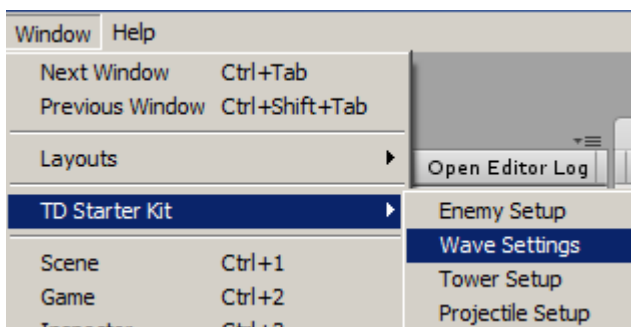 Window Help
Next Window Ctrl+Tab
Previous Window Ctrl+Shift+Tab
Layouts
Open Editor Log
TD Starter Kit
Enemy Setup
Wave Settings
Scene Ctrl+1
Tower Setup
Game Ctrl+2
Projectile Setup